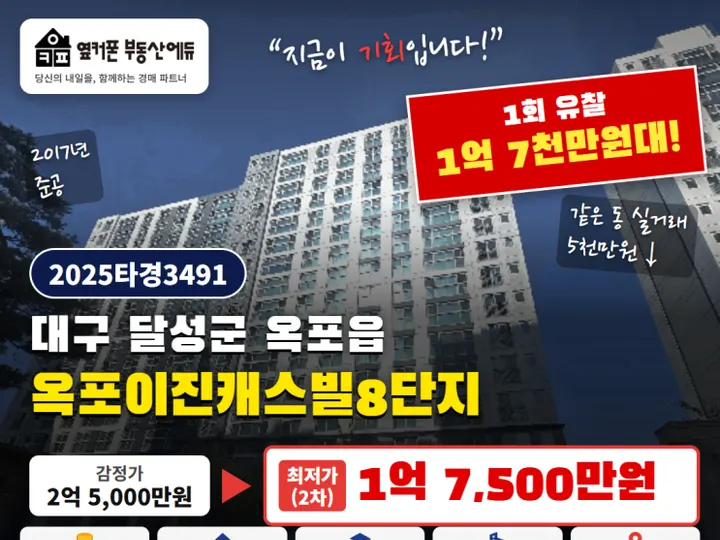 옆커폰 부동산에듀
당신의 내일을, 함께하는 경매 파트너
“지금이 기회입니다!”
1회 유찰
1억 7천만원대!
2017년
준공
같은 동 실거래
5천만원 ↓
2025타경3491
대구 달성군 옥포읍
옥포이진캐스빌8단지
감정가
2억 5,000만원
최저가
(2차)
1억 7,500만원